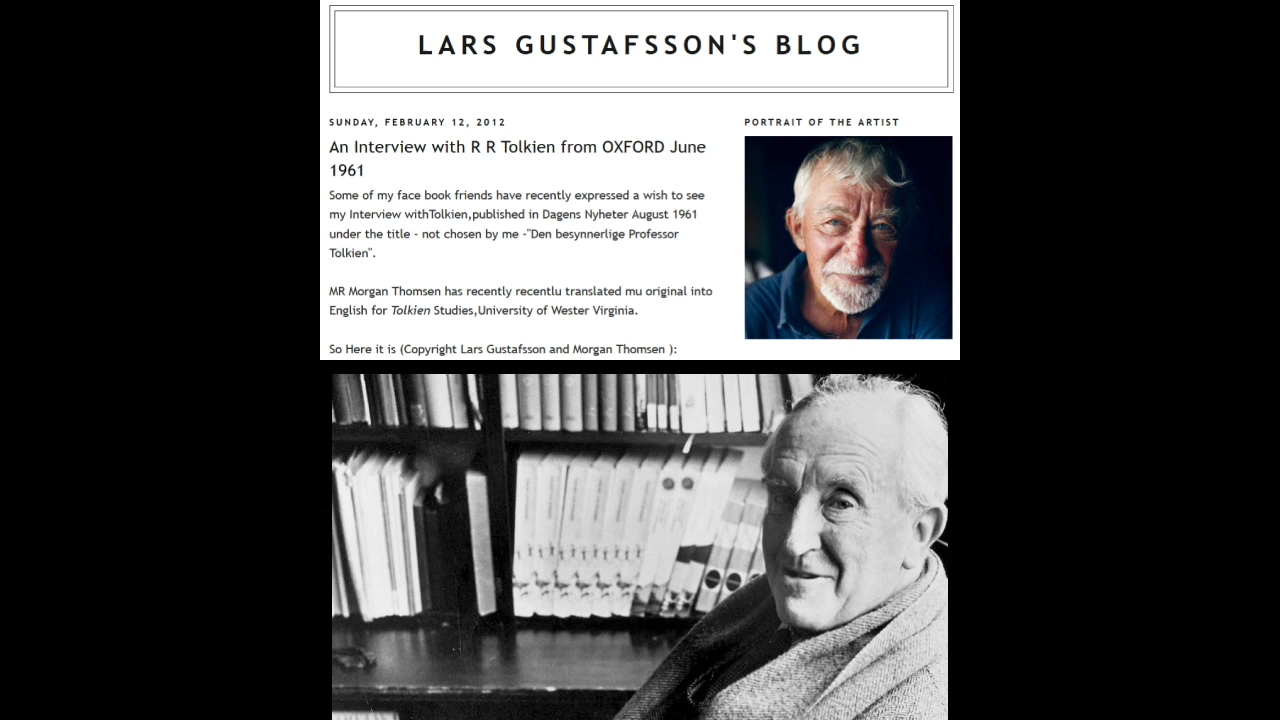 LARS GUSTAFSSON'S BLOG
SUNDAY, FEBRUARY 12, 2012
An Interview with R R Tolkien from OXFORD June
1961
Some of my face book friends have recently expressed a wish to see
my Interview withTolkien,published in Dagens Nyheter August 1961
under the title - not chosen by me -"Den besynnerlige Professor
Tolkien".
MR Morgan Thomsen has recently recentlu translated mu original into
English for Tolkien Studies,University of Wester Virginia.
So Here it is (Copyright Lars Gustafsson and Morgan Thomsen ):
PORTRAIT OF THE ARTIST